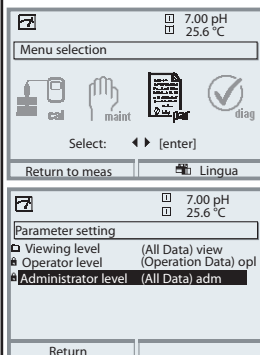 7.00 pH
25.6 °C
Menu selection
cal
maint
par
diag
Select: [enter]
Return to meas
Lingua
7.00 pH
25.6 °C
Parameter setting
Viewing level (All Data) view
Operator level (Operation Data) opl
Administrator level (All Data) adm
Return